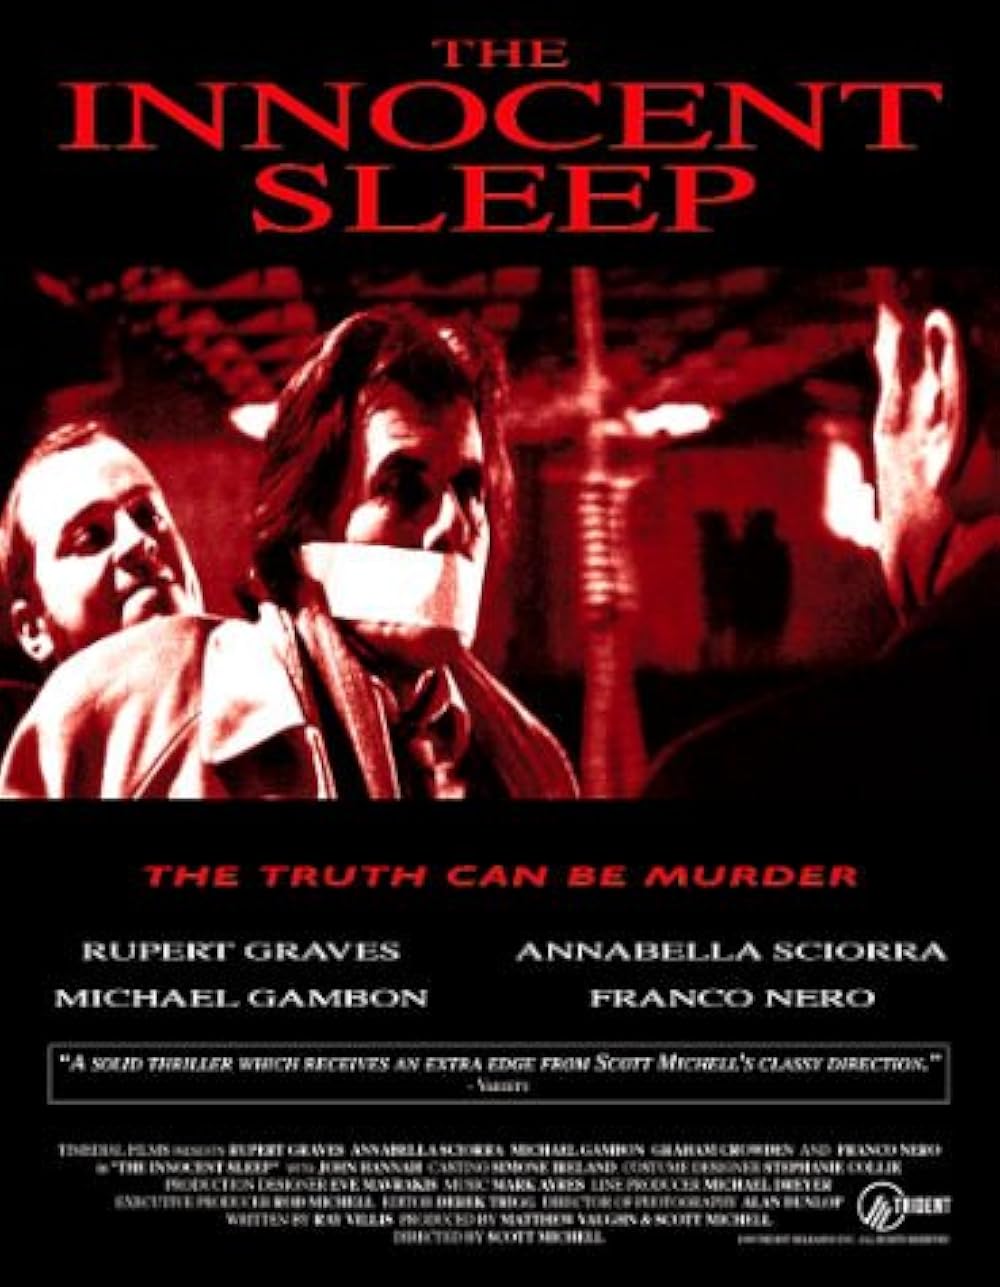 THE
INNOCENT
SLEEP
THE TRUTH CAN BE MURDER
RUPERT GRAVES ANNABELLA SCIORRA
MICHAEL GAMBON FRANCO NERO
"A SOLID THRILLER WHICH RECEIVES AN EXTRA EDGE FROM SCOTT MICHELL'S CLASSY DIRECTION."
- VARIETY
TIMEDIAL FILMS PRESENTS RUPERT GRAVES ANNABELLA SCIORRA MICHAEL GAMBON GRAHAM CROWDEN AND FRANCO NERO
IN "THE INNOCENT SLEEP" WITH JOHN HANNAH CASTING SIMONE IRELAND COSTUME DESIGNER STEPHANIE COLLIE
PRODUCTION DESIGNER EVE MAVRAKIS MUSIC MARK AYRES LINE PRODUCER MICHAEL DREYER
EXECUTIVE PRODUCER ROD MICHELL EDITOR DEREK TRIGG DIRECTOR OF PHOTOGRAPHY ALAN DUNLOP
WRITTEN BY RAY VILLIS PRODUCED BY MATTHEW VAUGHN & SCOTT MICHELL
DIRECTED BY SCOTT MICHELL
TRIDENT